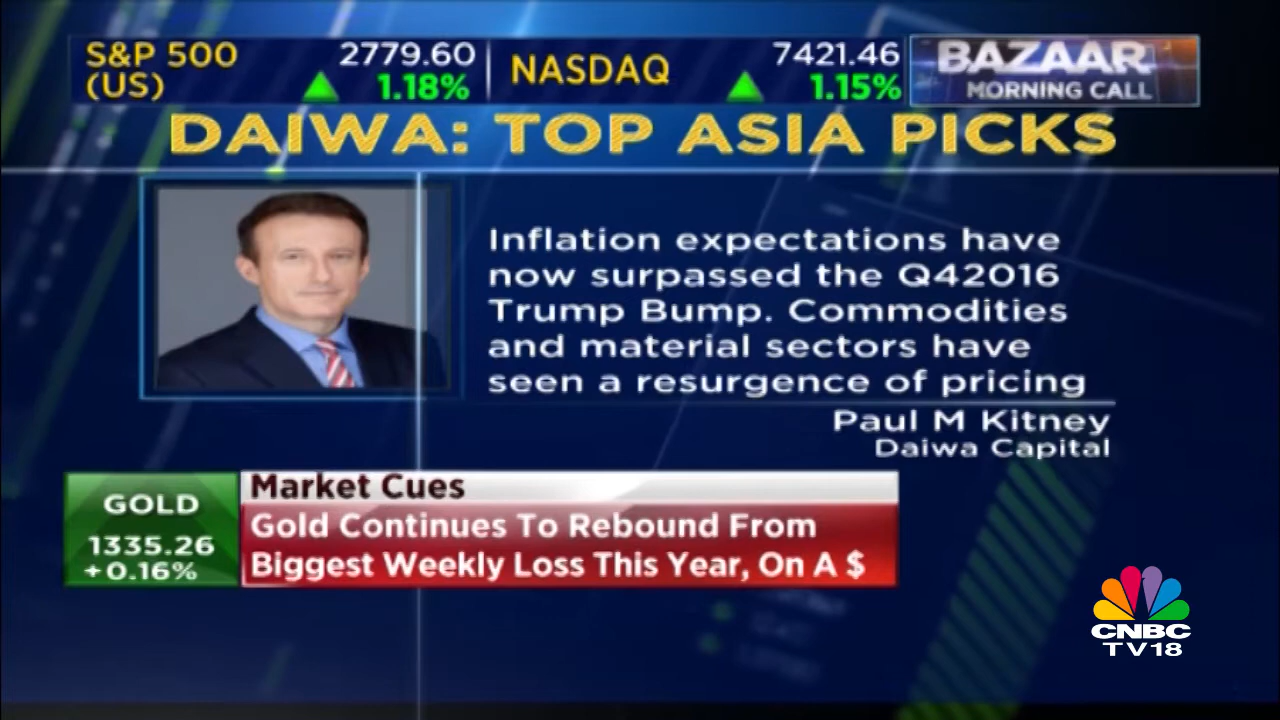 S&P 500
(US)
2779.60
1.18%
NASDAQ
7421.46
1.15%
BAZAAR
MORNING CALL
DAIWA: TOP ASIA PICKS
Inflation expectations have
now surpassed the Q42016
Trump Bump. Commodities
and material sectors have
seen a resurgence of pricing
Paul M Kitney
Daiwa Capital
GOLD
1335.26
+0.16%
Market Cues
Gold Continues To Rebound From
Biggest Weekly Loss This Year, On A $
CNBC
TV18